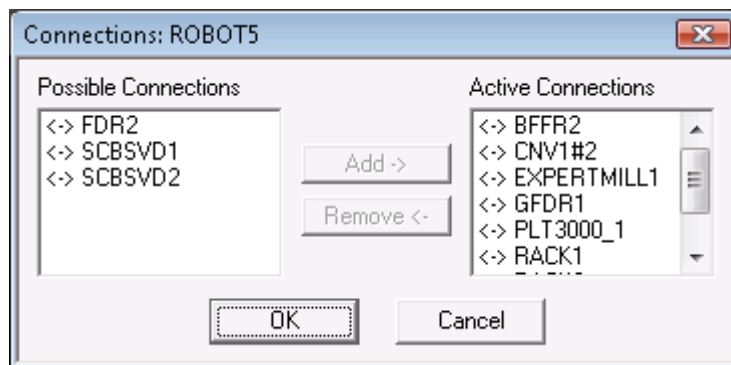 Connections: ROBOT5
Possible Connections
<-> FDR2
<-> SCBSVD1
<-> SCBSVD2
Add ->
Remove <-
Active Connections
<-> BFFR2
<-> CNV1#2
<-> EXPERTMILL1
<-> GFDR1
<-> PLT3000_1
<-> RACK1
OK
Cancel